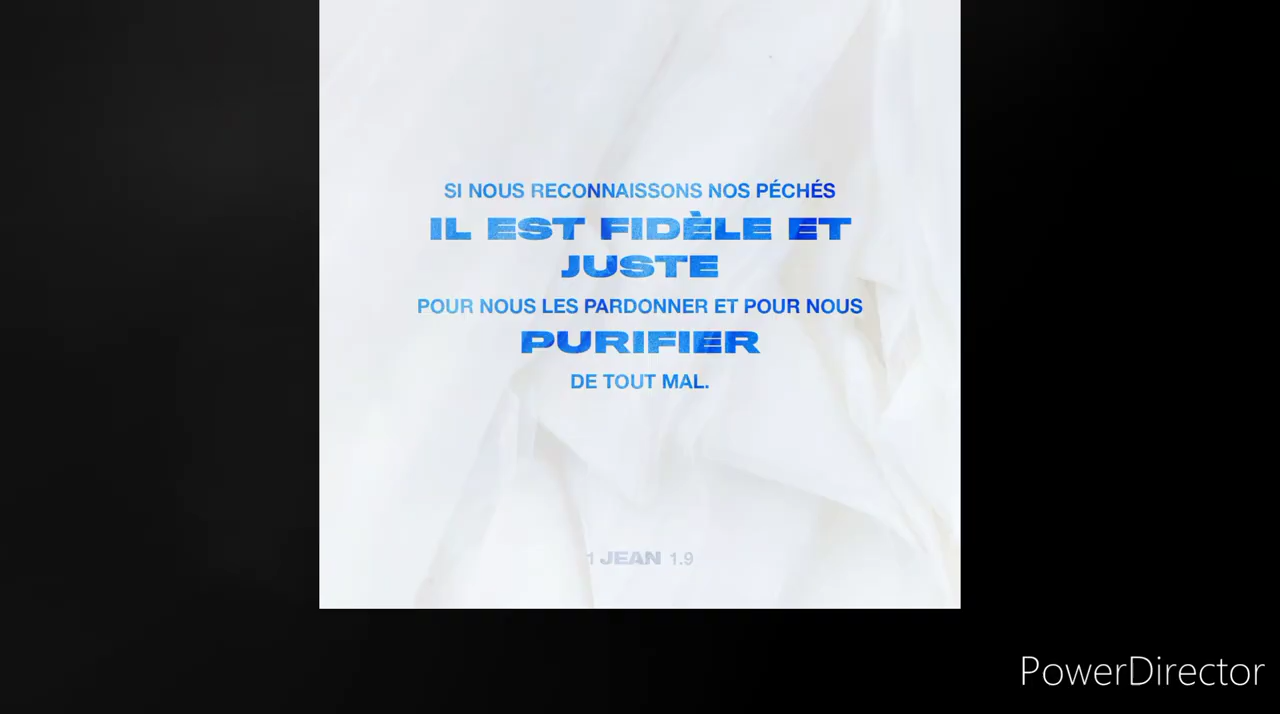 SI NOUS RECONNAISSONS NOS PÉCHÉS
IL EST FIDÈLE ET
JUSTE
POUR NOUS LES PARDONNER ET POUR NOUS
PURIFIER
DE TOUT MAL.
1 JEAN 1.9
PowerDirector